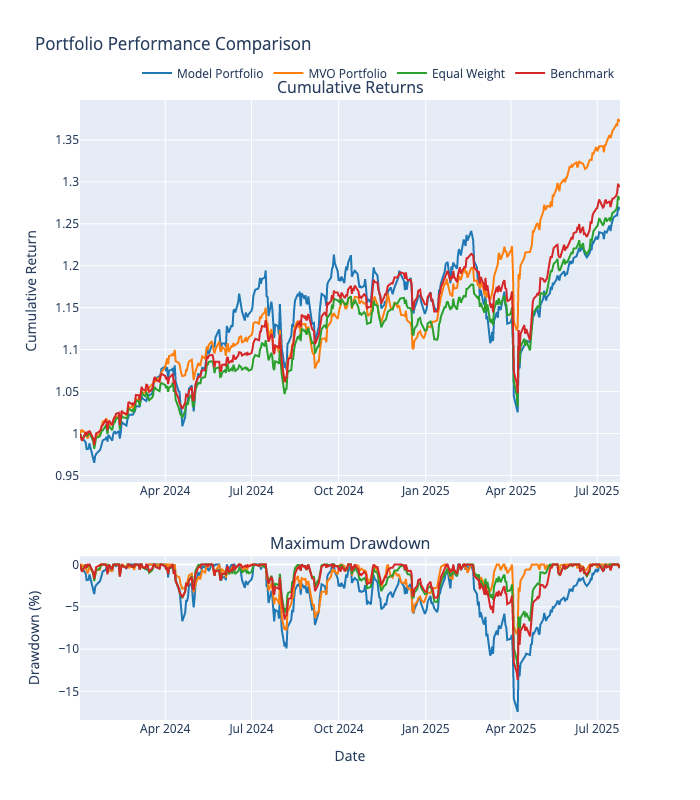 Portfolio Performance Comparison
Model Portfolio MVO Portfolio Equal Weight Benchmark
Cumulative Returns
Cumulative Return
1.35
1.3
1.25
1.2
1.15
1.1
1.05
1
0.95
Apr 2024 Jul 2024 Oct 2024 Jan 2025 Apr 2025 Jul 2025
Maximum Drawdown
Drawdown (%)
0
−5
−10
−15
Apr 2024 Jul 2024 Oct 2024 Jan 2025 Apr 2025 Jul 2025
Date